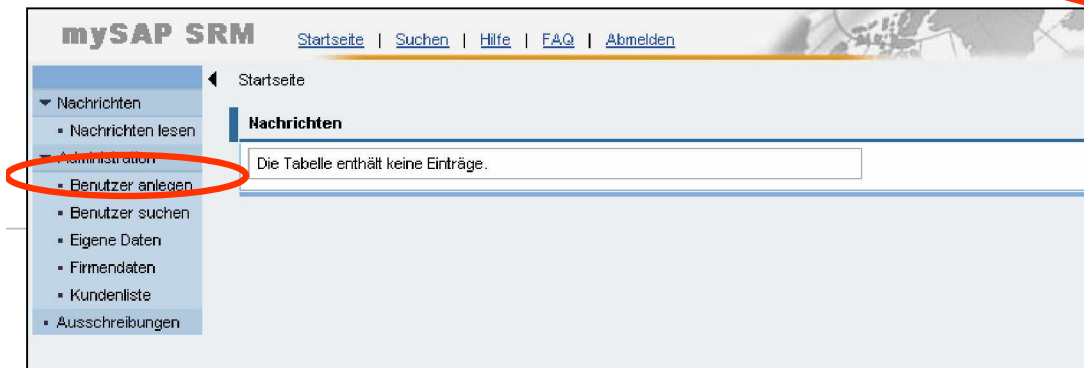 mySAP SRM
Startseite | Suchen | Hilfe | FAQ | Abmelden
Startseite
Nachrichten
Nachrichten lesen
Administration
Benutzer anlegen
Benutzer suchen
Eigene Daten
Firmendaten
Kundenliste
Ausschreibungen
Nachrichten
Die Tabelle enthält keine Einträge.